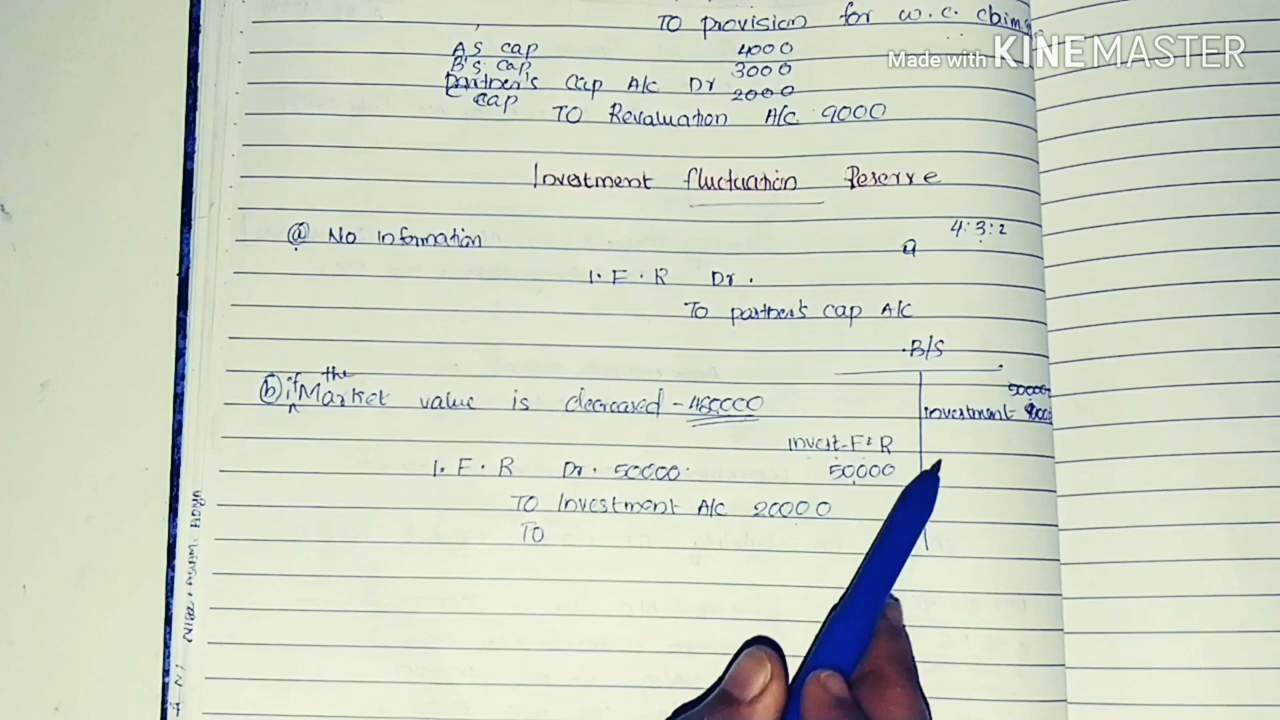 TO provision for w.c. claim
Made with KINEMASTER
A's cap 4000
B's cap 3000
partner's cap A/c Dr 2000
cap
TO Revaluation A/c 9000
Investment fluctuation Reserve
4:3:2
(a) No information
a
I.F.R Dr.
To partner's cap A/c
B/S
(b) if the Market value is decreased -
50000
Investment
Invest-F:R
I.F.R Dr. 50000
50000
TO Investment A/c 20000
TO